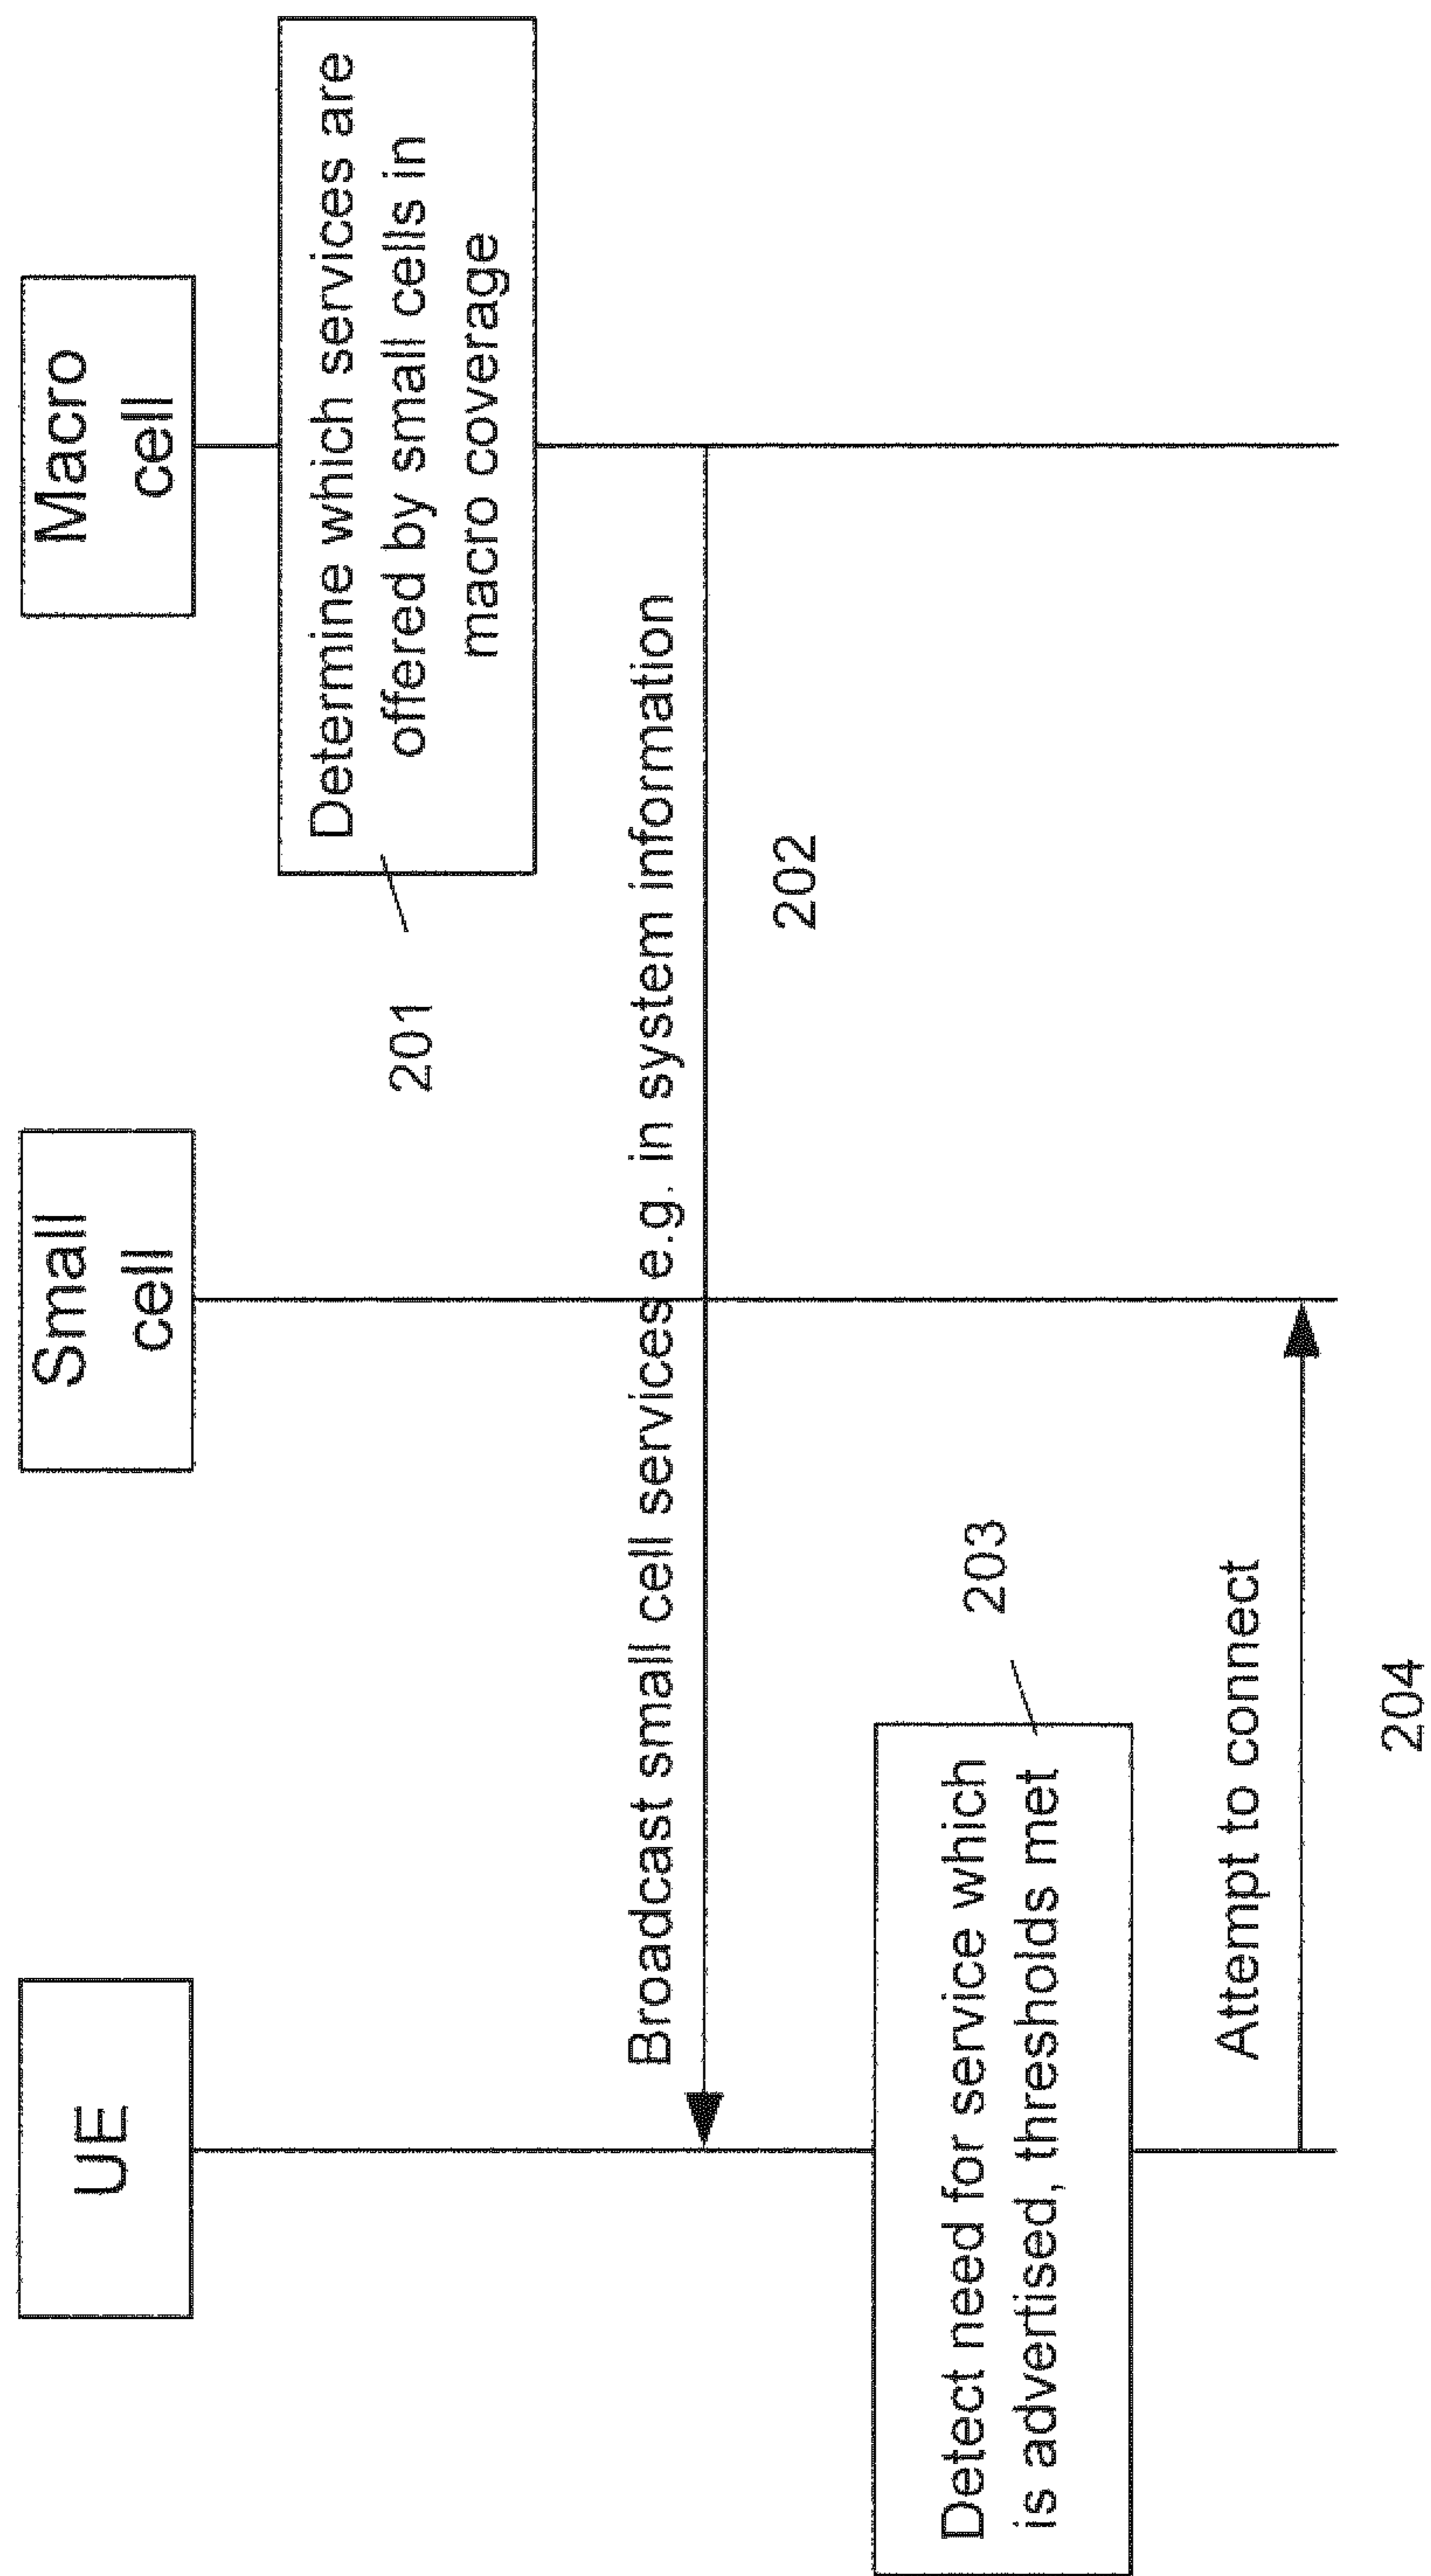 UE
Small
cell
Macro
cell
Determine which services are
offered by small cells in
macro coverage
201
Broadcast small cell services e.g. in system information
202
Detect need for service which
is advertised, thresholds met
203
Attempt to connect
204